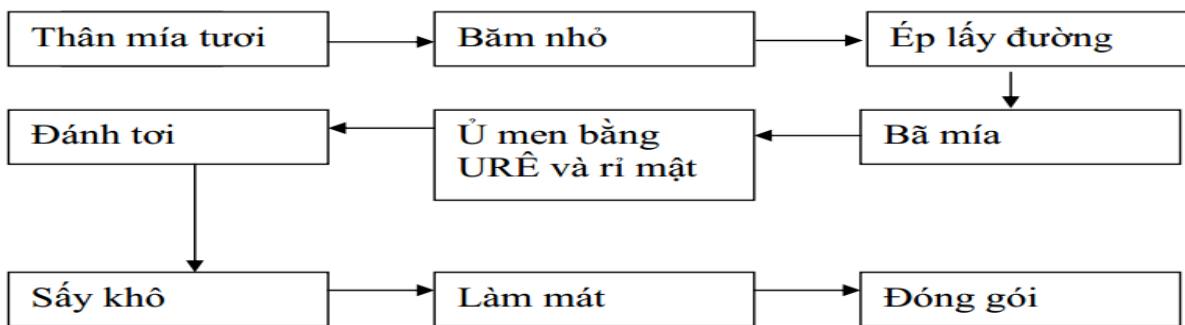 Thân mía tươi
Băm nhỏ
Ép lấy đường
Bã mía
Ủ men bằng
URÊ và rỉ mật
Đánh tơi
Sấy khô
Làm mát
Đóng gói